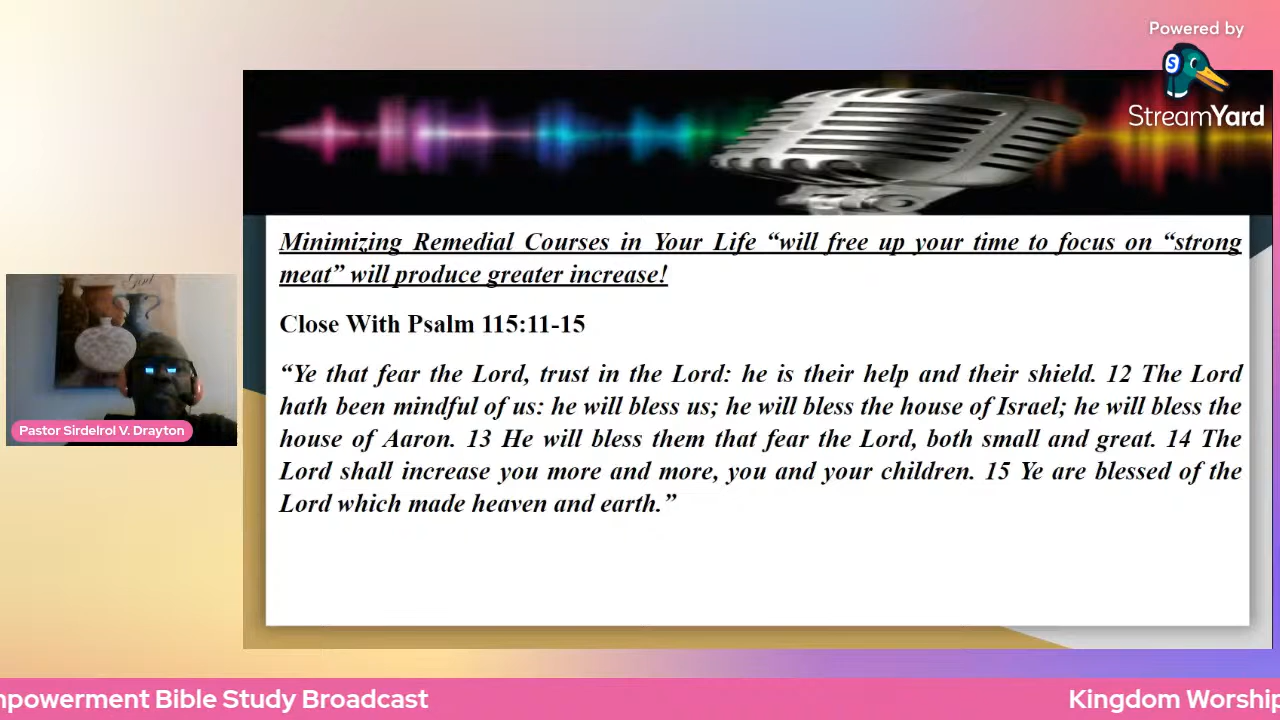 Powered by
StreamYard
Minimizing Remedial Courses in Your Life “will free up your time to focus on “strong
meat” will produce greater increase!
Close With Psalm 115:11-15
“Ye that fear the Lord, trust in the Lord: he is their help and their shield. 12 The Lord
hath been mindful of us: he will bless us; he will bless the house of Israel; he will bless the
house of Aaron. 13 He will bless them that fear the Lord, both small and great. 14 The
Lord shall increase you more and more, you and your children. 15 Ye are blessed of the
Lord which made heaven and earth.”
Pastor Sirdelrol V. Drayton
mpowerment Bible Study Broadcast
Kingdom Worship